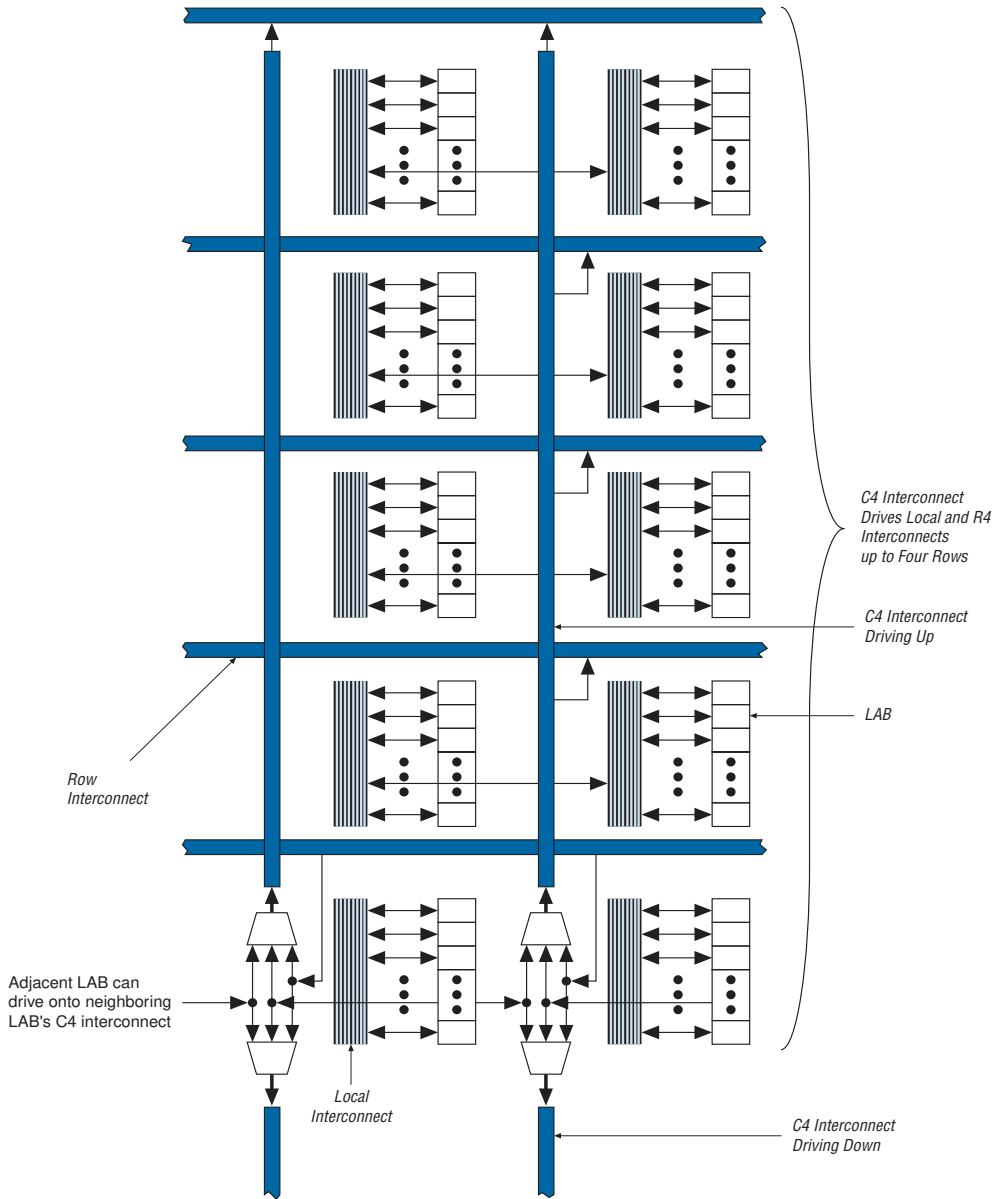 C4 Interconnect
Drives Local and R4
Interconnects
up to Four Rows
C4 Interconnect
Driving Up
LAB
Row
Interconnect
Adjacent LAB can
drive onto neighboring
LAB's C4 interconnect
Local
Interconnect
C4 Interconnect
Driving Down